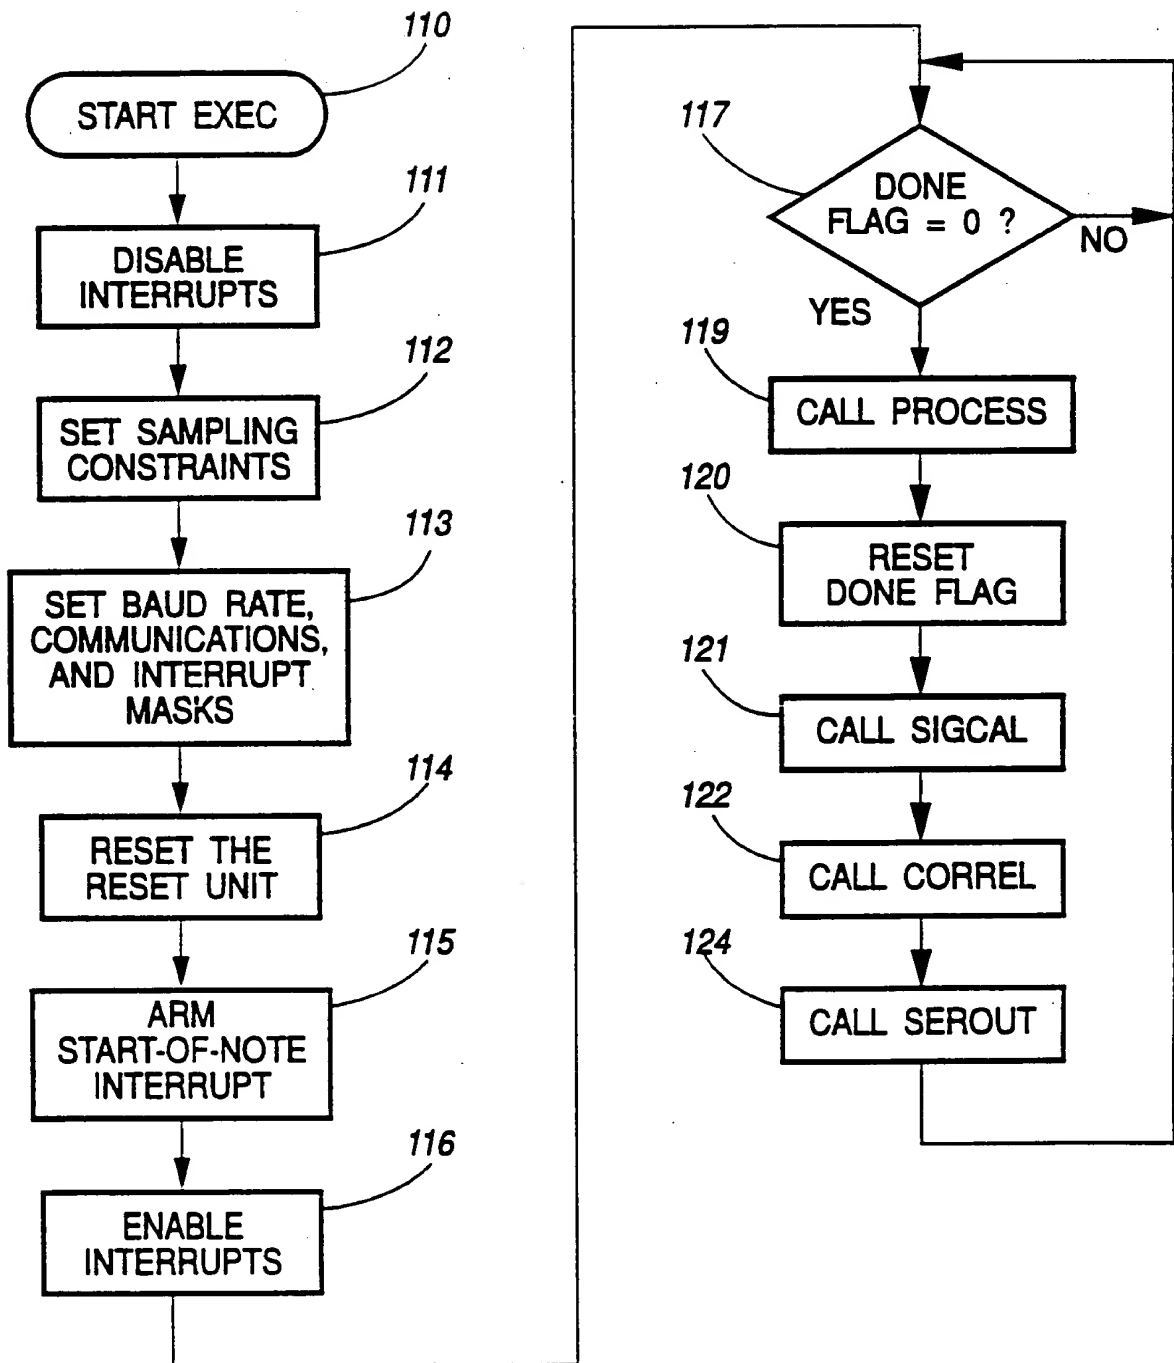 110
START EXEC
111
DISABLE
INTERRUPTS
112
SET SAMPLING
CONSTRAINTS
113
SET BAUD RATE,
COMMUNICATIONS,
AND INTERRUPT
MASKS
114
RESET THE
RESET UNIT
115
ARM
START-OF-NOTE
INTERRUPT
116
ENABLE
INTERRUPTS
117
DONE
FLAG = 0 ?
NO
YES
119
CALL PROCESS
120
RESET
DONE FLAG
121
CALL SIGCAL
122
CALL CORREL
124
CALL SEROUT